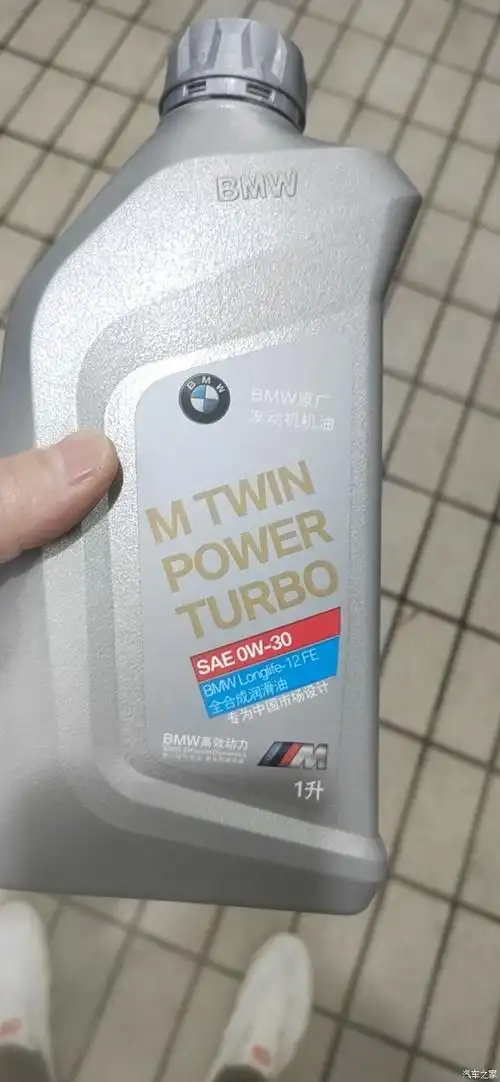 BMW
BMW
BMW原厂
发动机机油
M TWIN
POWER
TURBO
SAE 0W-30
BMW Longlife-12 FE
全合成润滑油
专为中国市场设计
BMW高效动力
BMW EfficientDynamics
M
1升
汽车之家